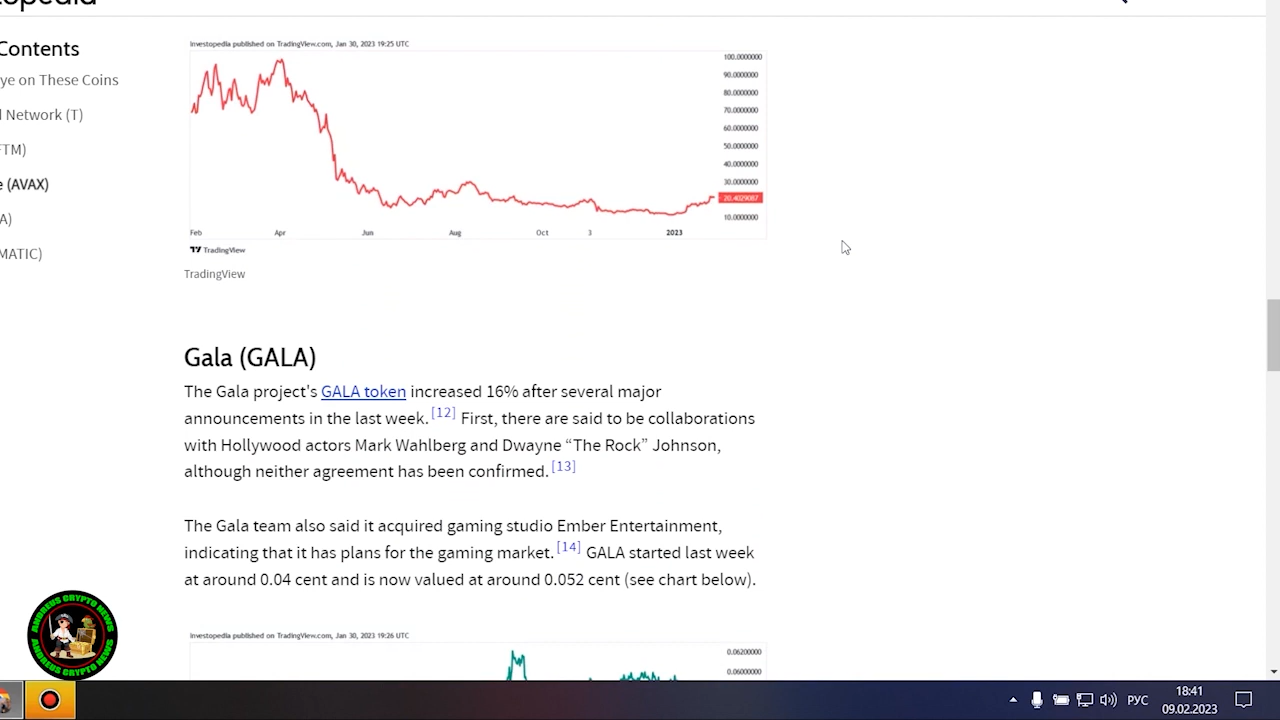 Contents
ye on These Coins
Network (T)
FTM)
e (AVAX)
A)
MATIC)
Investopedia published on TradingView.com, Jan 30, 2023 19:25 UTC
100.0000000
90.0000000
80.0000000
70.0000000
60.0000000
50.0000000
40.0000000
30.0000000
20.4029087
10.0000000
Feb Apr Jun Aug Oct 3 2023
TradingView
TradingView
Gala (GALA)
The Gala project's GALA token increased 16% after several major
announcements in the last week. [12] First, there are said to be collaborations
with Hollywood actors Mark Wahlberg and Dwayne “The Rock” Johnson,
although neither agreement has been confirmed. [13]
The Gala team also said it acquired gaming studio Ember Entertainment,
indicating that it has plans for the gaming market. [14] GALA started last week
at around 0.04 cent and is now valued at around 0.052 cent (see chart below).
Investopedia published on TradingView.com, Jan 30, 2023 19:26 UTC
0.06200000
0.06000000
ANDREUS CRYPTO NEWS
ANDREUS CRYPTO NEWS
РУС
18:41
09.02.2023